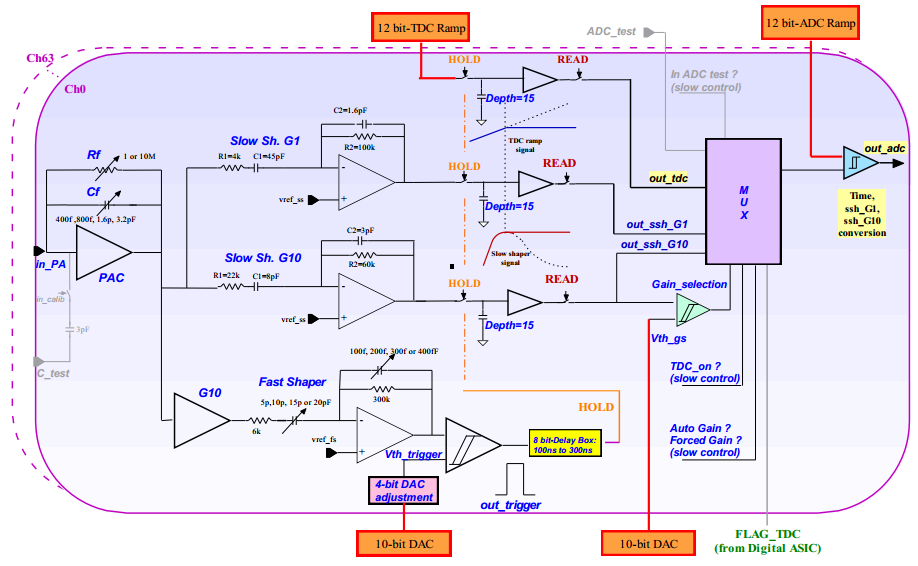 12 bit-TDC Ramp
12 bit-ADC Ramp
ADC_test
Ch63
Ch0
HOLD
READ
In ADC test ?
(slow control)
Depth=15
C2=1.6pF
R2=100k
Slow Sh. G1
R1=4k
C1=45pF
-
+
vref_ss
TDC ramp
signal
Rf
1 or 10M
Cf
400f ,800f, 1.6p, 3.2pF
in_PA
PAC
HOLD
READ
Depth=15
out_tdc
out_ssh_G1
out_ssh_G10
M
U
X
out_adc
Time,
ssh_G1,
ssh_G10
conversion
C2=3pF
R2=60k
Slow Sh. G10
R1=22k
C1=8pF
-
+
vref_ss
Slow shaper
signal
HOLD
READ
Depth=15
Gain_selection
Vth_gs
in_calib
3pF
C_test
TDC_on ?
(slow control)
100f, 200f, 300f or 400fF
300k
Fast Shaper
G10
5p,10p, 15p or 20pF
6k
-
+
vref_fs
Vth_trigger
HOLD
8 bit-Delay Box:
100ns to 300ns
Auto Gain ?
Forced Gain ?
(slow control)
4-bit DAC
adjustment
out_trigger
10-bit DAC
10-bit DAC
FLAG_TDC
(from Digital ASIC)